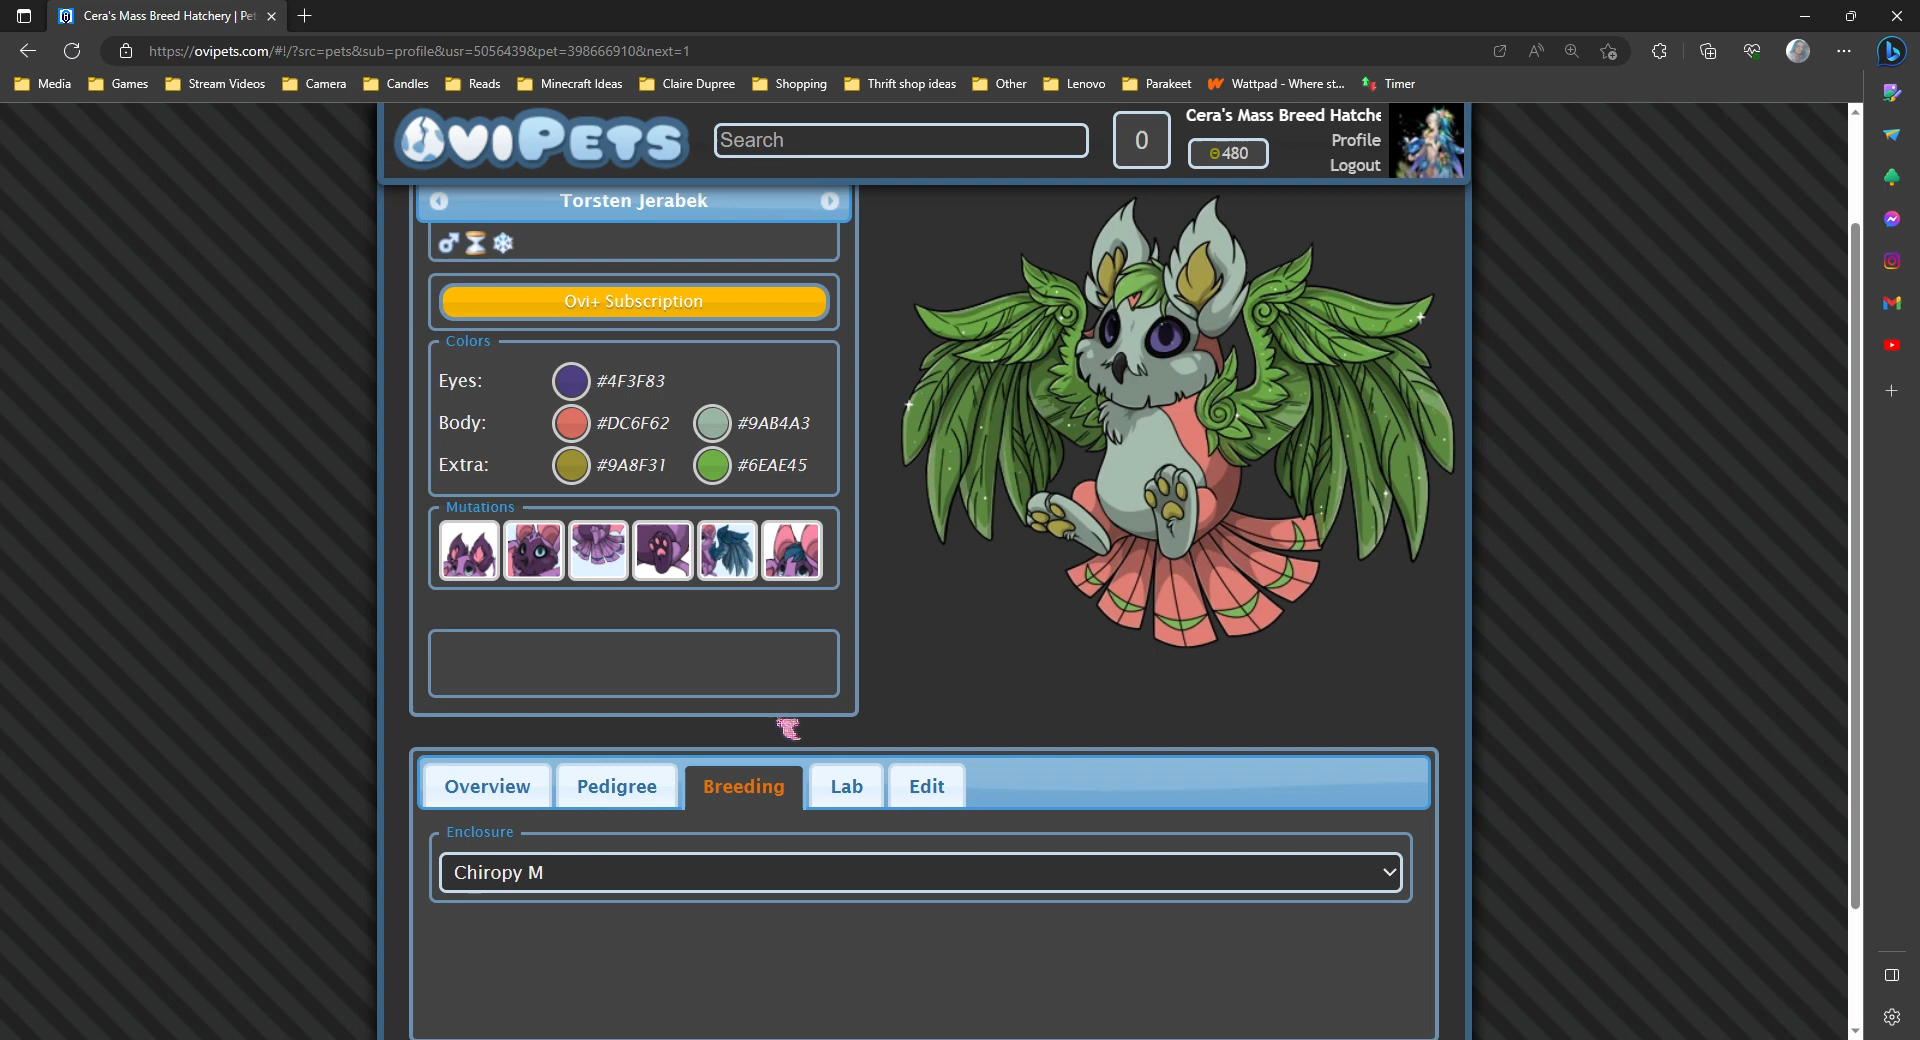 Cera's Mass Breed Hatchery | Pet
https://ovipets.com/#!/?src=pets&sub=profile&usr=5056439&pet=398666910&next=1
Media Games Stream Videos Camera Candles Reads Minecraft Ideas Claire Dupree Shopping Thrift shop ideas Other Lenovo Parakeet Wattpad - Where st... Timer
OviPets
Search
0
Cera's Mass Breed Hatche
480
Profile
Logout
Torsten Jerabek
Ovi+ Subscription
Colors
Eyes: #4F3F83
Body: #DC6F62 #9AB4A3
Extra: #9A8F31 #6EAE45
Mutations
Overview Pedigree Breeding Lab Edit
Enclosure
Chiropy M